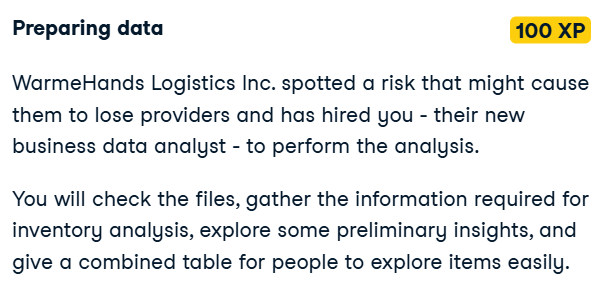 Preparing data
100 XP
WarmeHands Logistics Inc. spotted a risk that might cause
them to lose providers and has hired you - their new
business data analyst - to perform the analysis.
You will check the files, gather the information required for
inventory analysis, explore some preliminary insights, and
give a combined table for people to explore items easily.